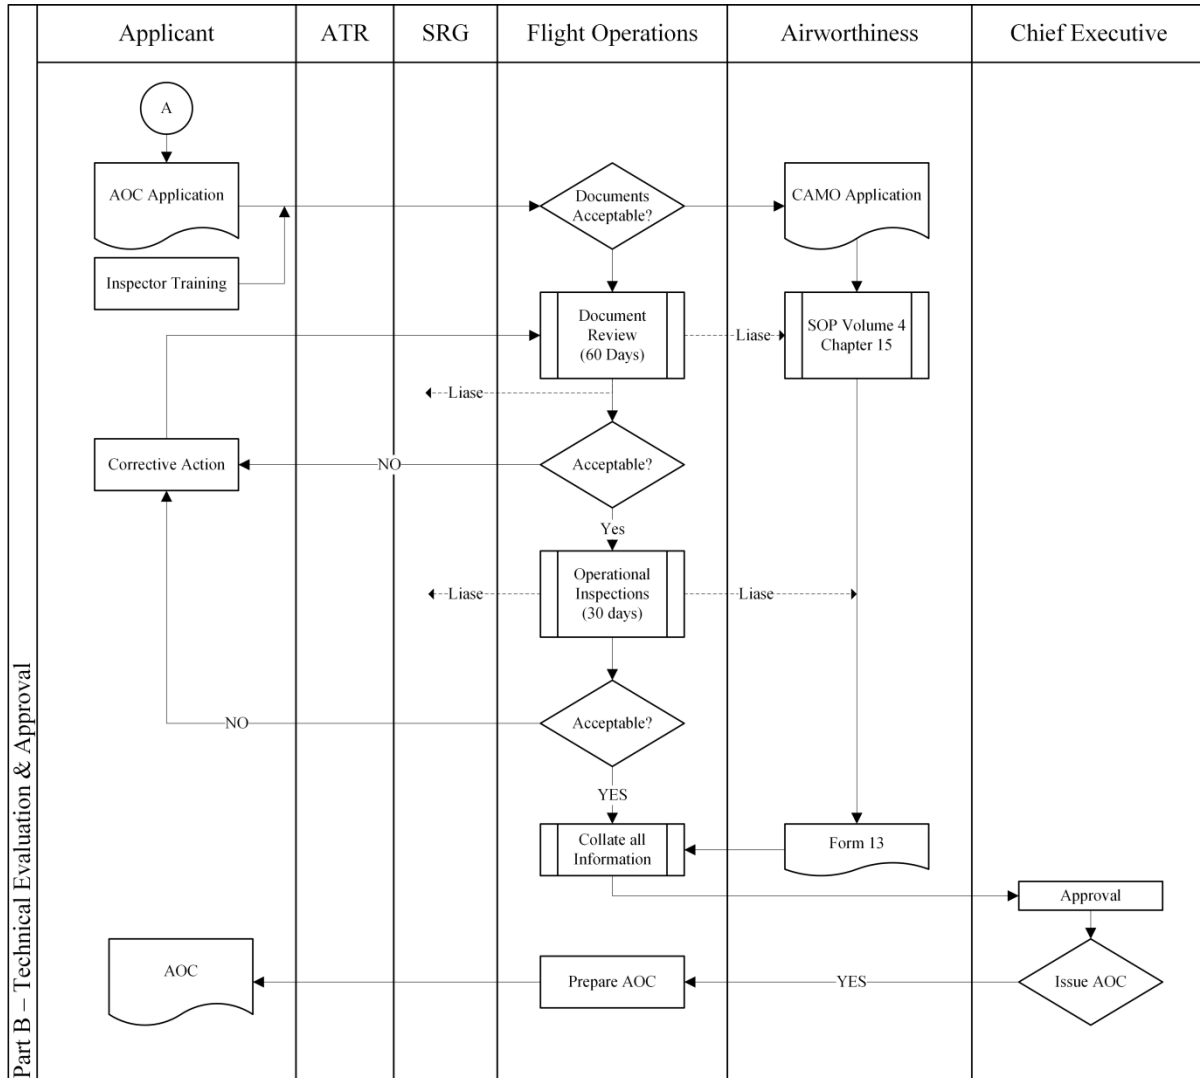 Applicant
ATR
SRG
Flight Operations
Airworthiness
Chief Executive
A
AOC Application
Documents
Acceptable?
CAMO Application
Inspector Training
Document
Review
(60 Days)
Liase
SOP Volume 4
Chapter 15
Liase
Corrective Action
NO
Acceptable?
Yes
Operational
Inspections
(30 days)
Liase
Liase
NO
Acceptable?
YES
Collate all
Information
Form 13
Approval
AOC
Prepare AOC
YES
Issue AOC
Part B – Technical Evaluation & Approval